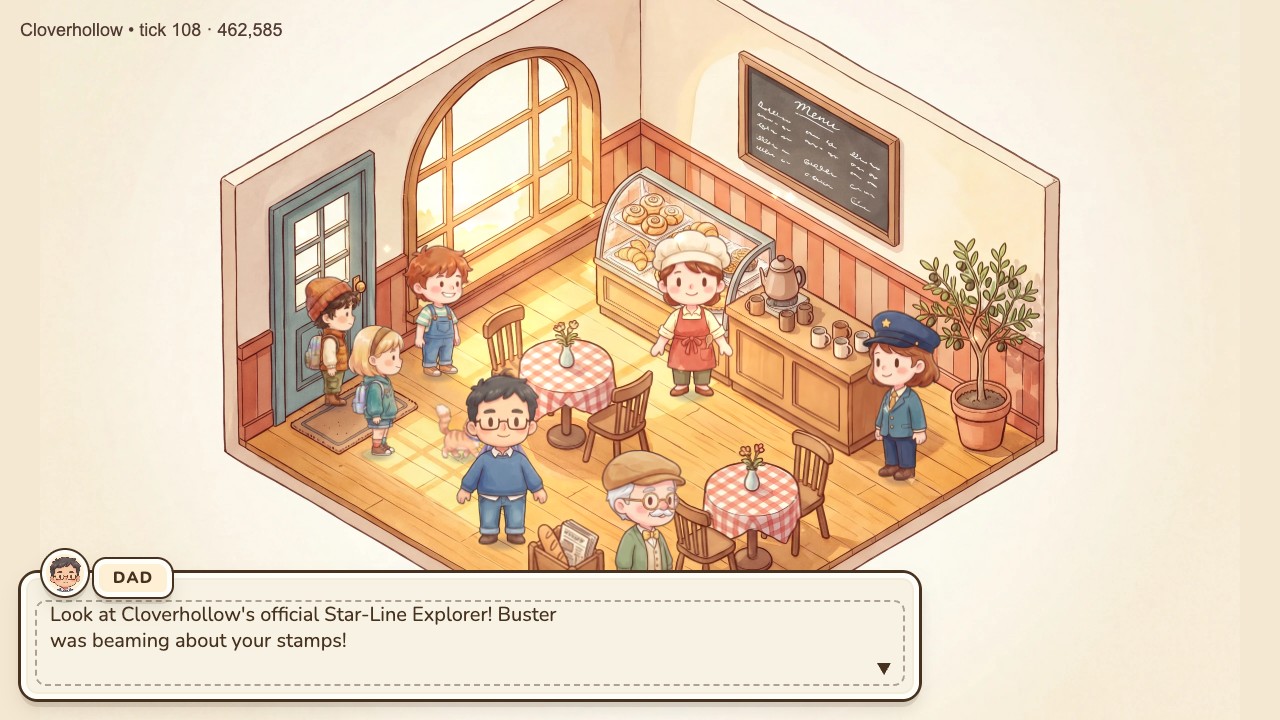 Cloverhollow • tick 108 · 462,585
Menu
DAD
Look at Cloverhollow's official Star-Line Explorer! Buster
was beaming about your stamps!